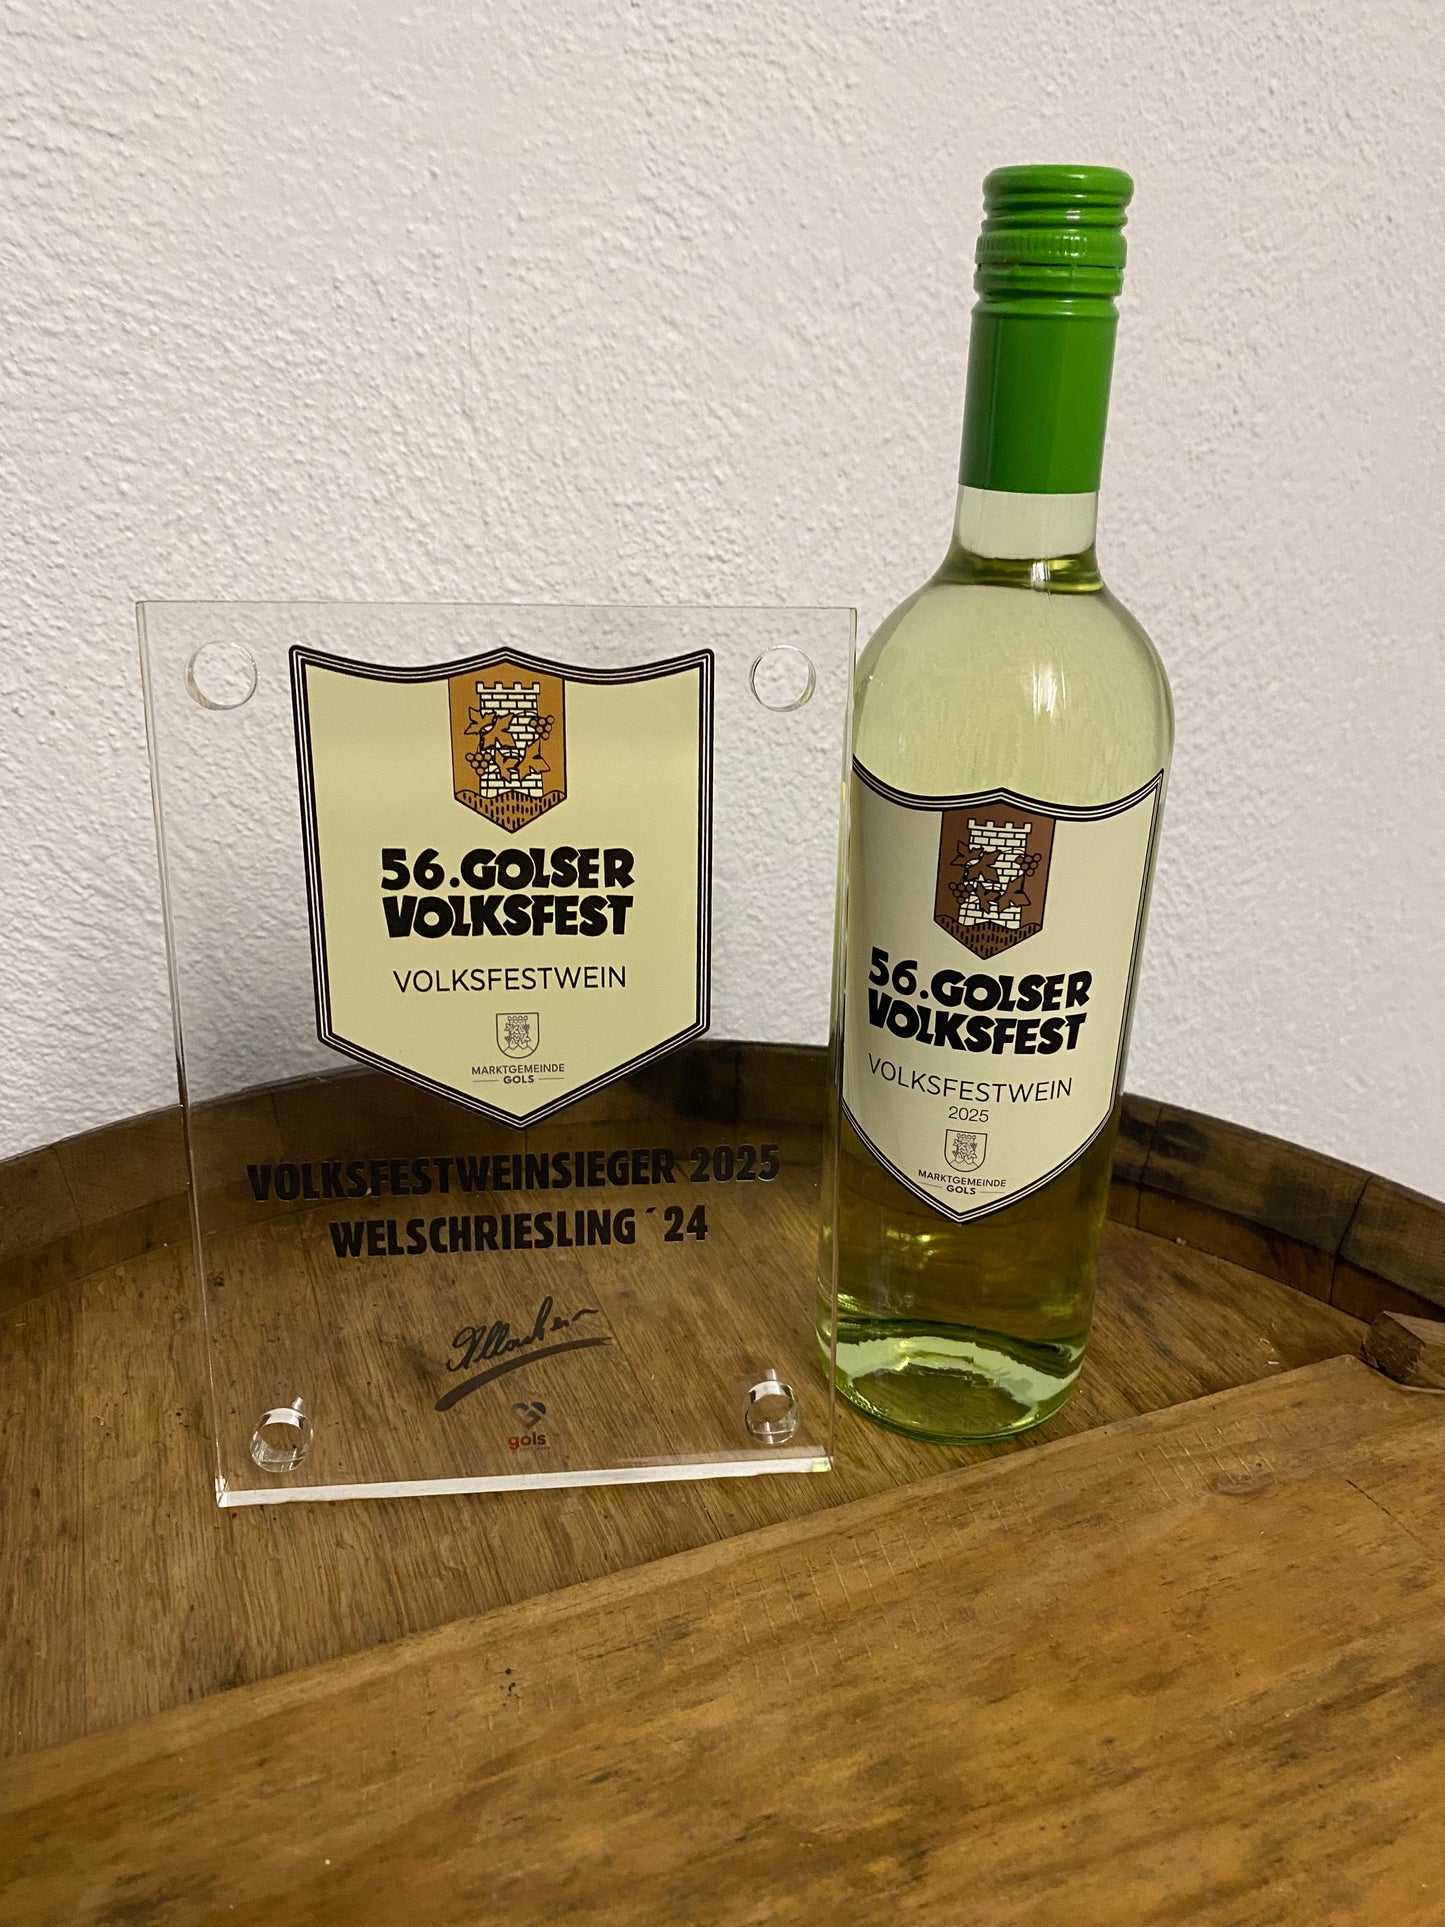 56.GOLSER
VOLKSFEST
VOLKSFESTWEIN
MARKTGEMEINDE
GOLS
VOLKSFESTWEINSIEGER 2025
WELSCHRIESLING ´24
gols
56.GOLSER
VOLKSFEST
VOLKSFESTWEIN
2025
MARKTGEMEINDE
GOLS